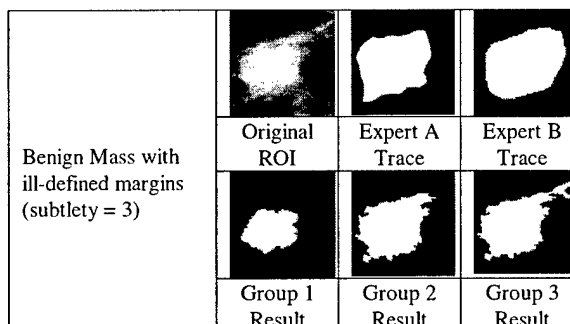 Benign Mass with
ill-defined margins
(subtlety = 3)
Original
ROI
Expert A
Trace
Expert B
Trace
Group 1
Result
Group 2
Result
Group 3
Result